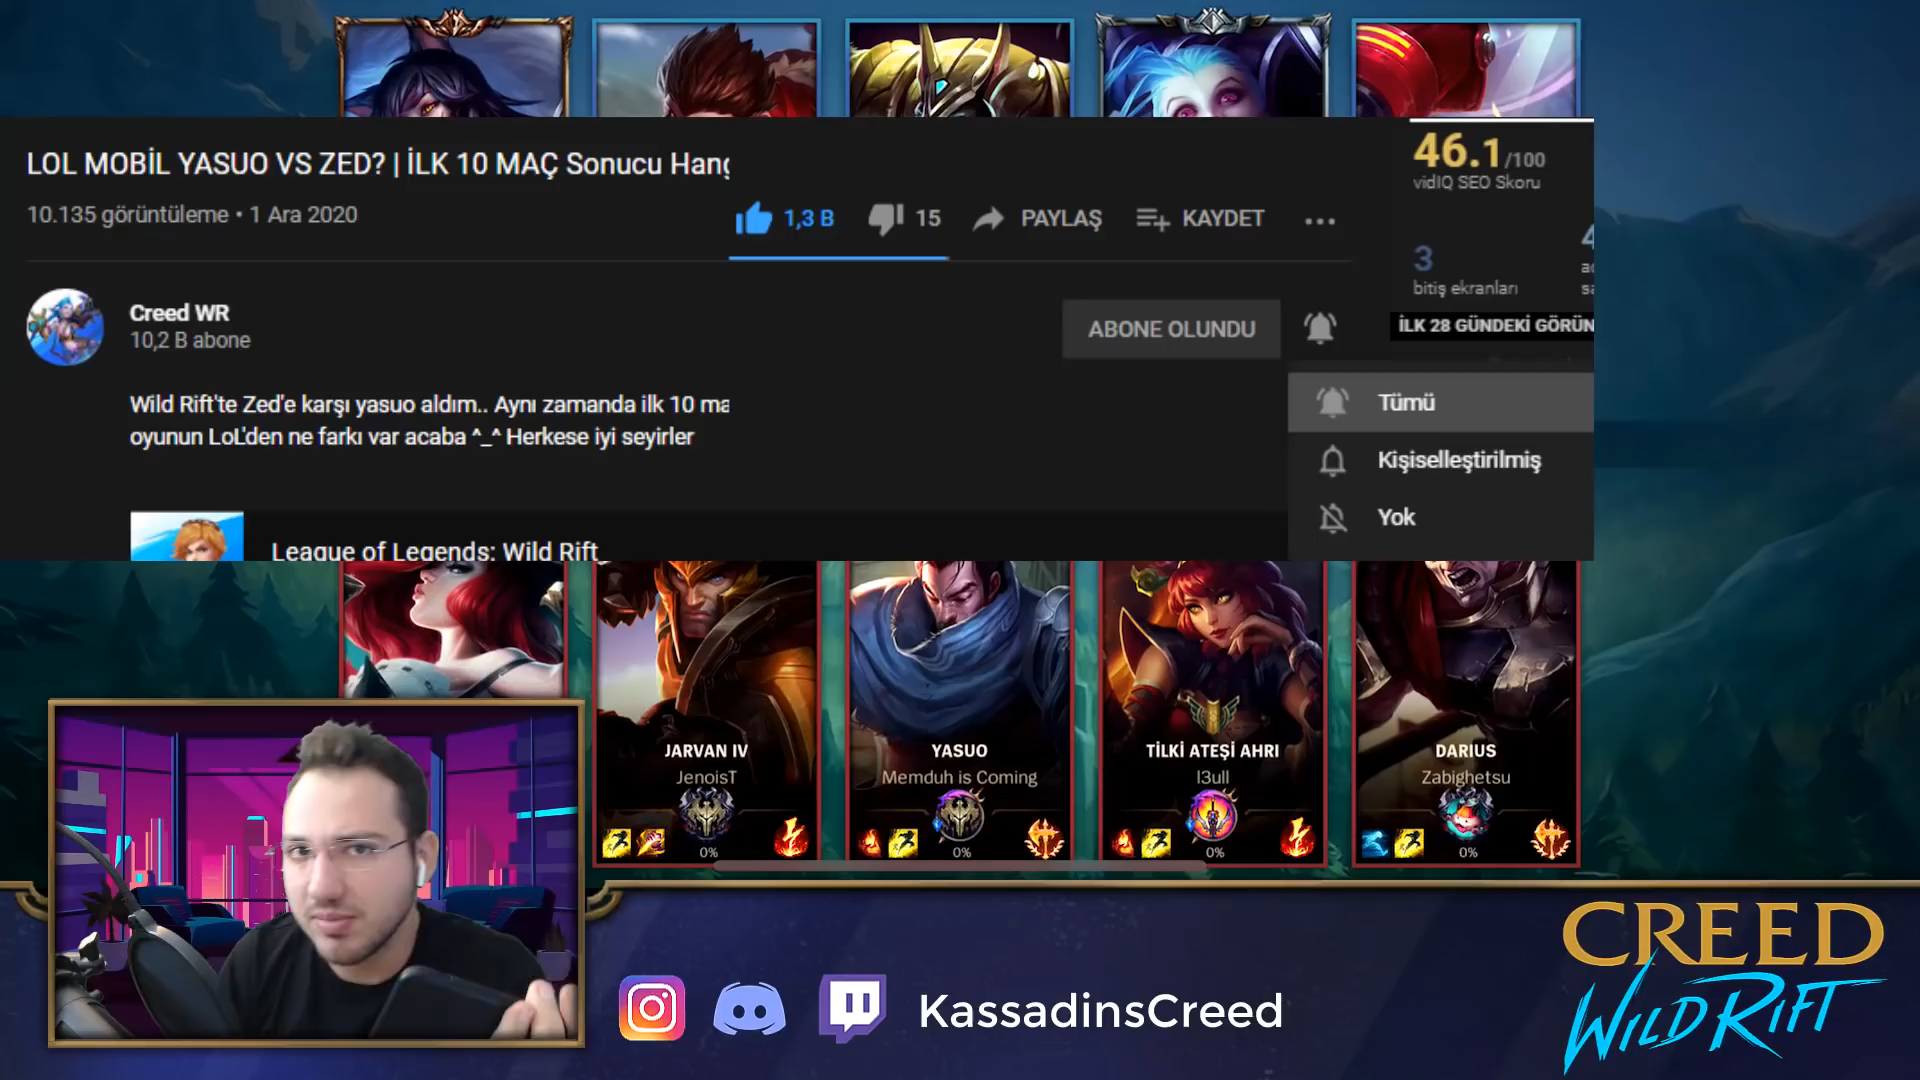 LOL MOBİL YASUO VS ZED? | İLK 10 MAÇ Sonucu Hang
10.135 görüntüleme • 1 Ara 2020
1,3 B
15
PAYLAŞ
KAYDET
46.1/100
vidIQ SEO Skoru
3
bitiş ekranları
İLK 28 GÜNDEKİ GÖRÜN
Creed WR
10,2 B abone
ABONE OLUNDU
Wild Rift'te Zed'e karşı yasuo aldım.. Aynı zamanda ilk 10 ma
oyunun LoL'den ne farkı var acaba ^_^ Herkese iyi seyirler
Tümü
Kişiselleştirilmiş
Yok
League of Legends: Wild Rift
JARVAN IV
JenoisT
0%
YASUO
Memduh is Coming
0%
TİLKİ ATEŞİ AHRI
l3ull
0%
DARIUS
Zabighetsu
0%
KassadinsCreed
CREED
WILD RIFT